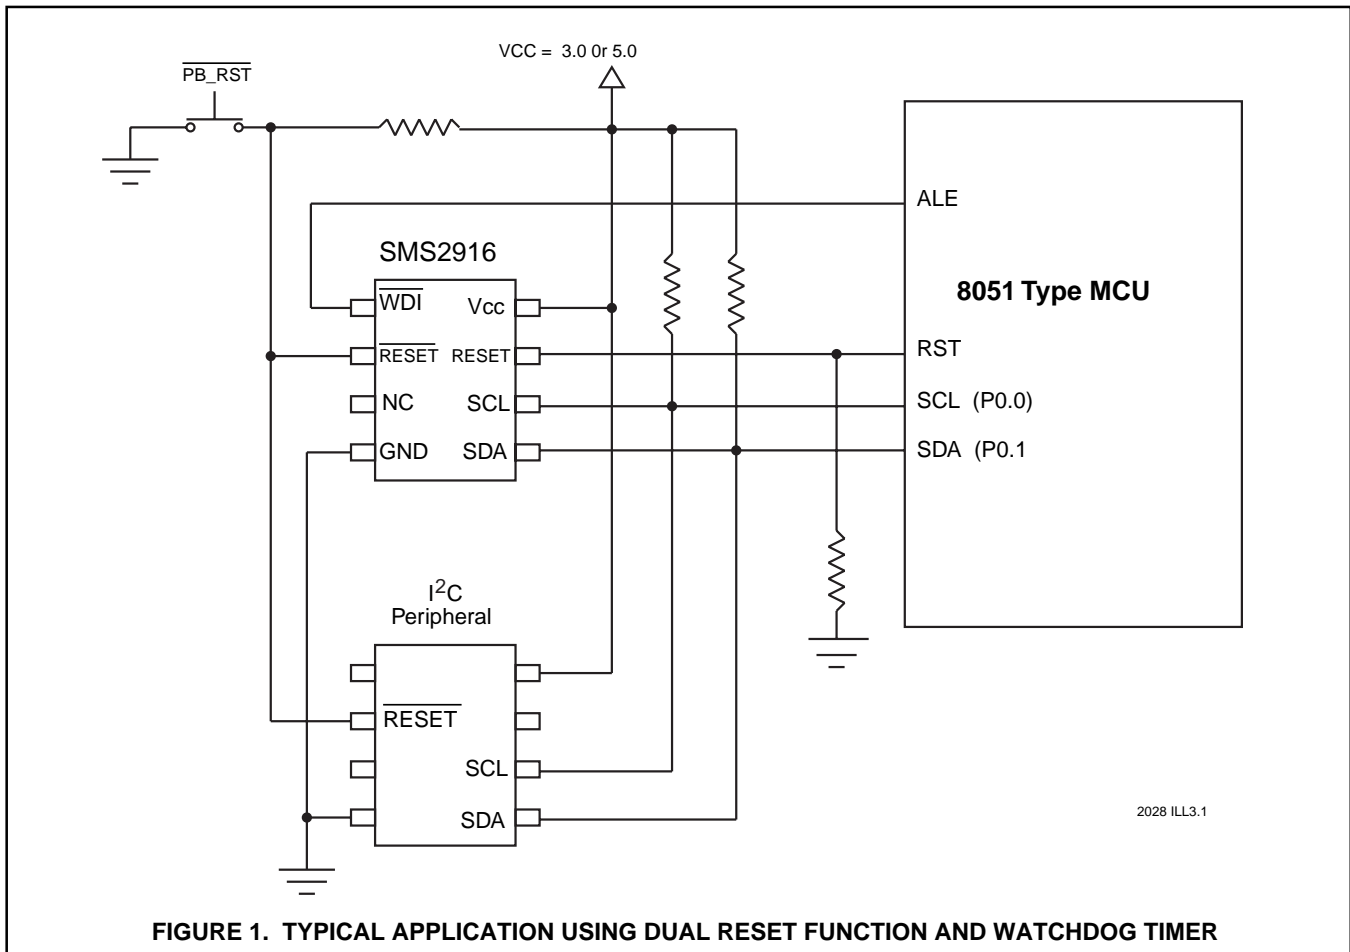 VCC = 3.0 0r 5.0
PB_RST
ALE
SMS2916
8051 Type MCU
WDI Vcc
RESET RESET RST
NC SCL SCL (P0.0)
GND SDA SDA (P0.1
I2C
Peripheral
RESET
SCL
SDA
2028 ILL3.1
FIGURE 1. TYPICAL APPLICATION USING DUAL RESET FUNCTION AND WATCHDOG TIMER